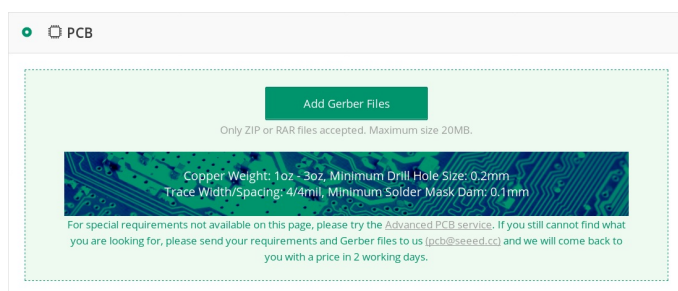 PCB
Add Gerber Files
Only ZIP or RAR files accepted. Maximum size 20MB.
Copper Weight: 1oz - 3oz, Minimum Drill Hole Size: 0.2mm
Trace Width/Spacing: 4/4mil, Minimum Solder Mask Dam: 0.1mm
For special requirements not available on this page, please try the Advanced PCB service. If you still cannot find what
you are looking for, please send your requirements and Gerber files to us (pcb@seeed.cc) and we will come back to
you with a price in 2 working days.